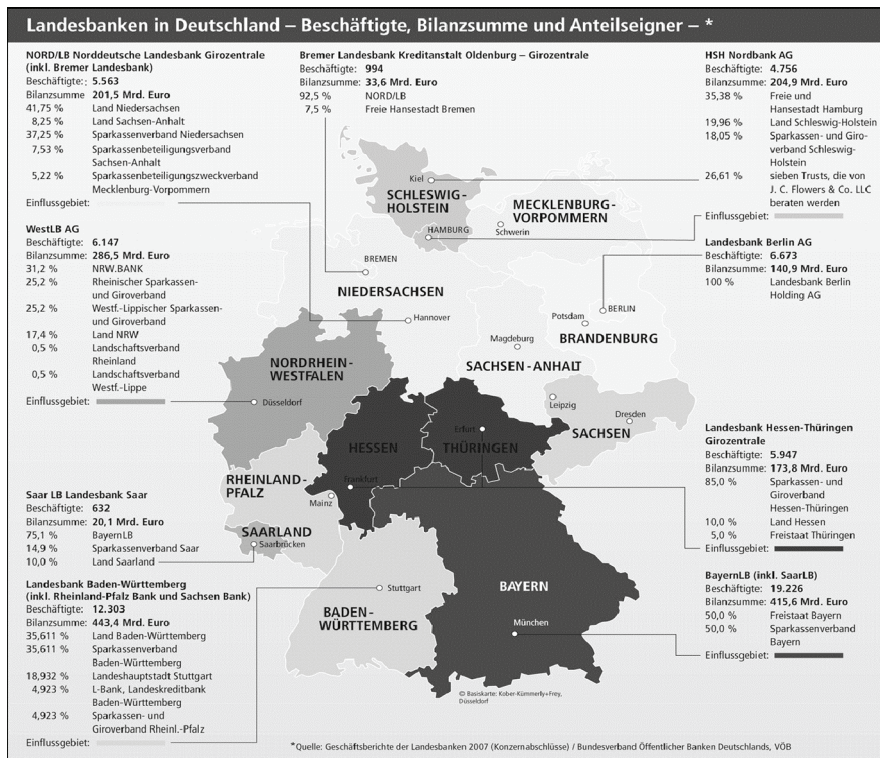 Landesbanken in Deutschland – Beschäftigte, Bilanzsumme und Anteilseigner – *
NORD/LB Norddeutsche Landesbank Girozentrale
(inkl. Bremer Landesbank)
Beschäftigte: 5.563
Bilanzsumme 201,5 Mrd. Euro
41,75 % Land Niedersachsen
8,25 % Land Sachsen-Anhalt
37,25 % Sparkassenverband Niedersachsen
7,53 % Sparkassenbeteiligungsverband
Sachsen-Anhalt
5,22 % Sparkassenbeteiligungszweckverband
Mecklenburg-Vorpommern
Einflussgebiet:
WestLB AG
Beschäftigte: 6.147
Bilanzsumme: 286,5 Mrd. Euro
31,2 % NRW.BANK
25,2 % Rheinischer Sparkassen-
und Giroverband
25,2 % Westf.-Lippischer Sparkassen-
und Giroverband
17,4 % Land NRW
0,5 % Landschaftsverband
Rheinland
0,5 % Landschaftsverband
Westf.-Lippe
Einflussgebiet:
Saar LB Landesbank Saar
Beschäftigte: 632
Bilanzsumme: 20,1 Mrd. Euro
75,1 % BayernLB
14,9 % Sparkassenverband Saar
10,0 % Land Saarland
Landesbank Baden-Württemberg
(inkl. Rheinland-Pfalz Bank und Sachsen Bank)
Beschäftigte: 12.303
Bilanzsumme: 443,4 Mrd. Euro
35,611 % Land Baden-Württemberg
35,611 % Sparkassenverband
Baden-Württemberg
18,932 % Landeshauptstadt Stuttgart
4,923 % L-Bank, Landeskreditbank
Baden-Württemberg
4,923 % Sparkassen- und
Giroverband Rheinl.-Pfalz
Einflussgebiet:
Bremer Landesbank Kreditanstalt Oldenburg – Girozentrale
Beschäftigte: 994
Bilanzsumme: 33,6 Mrd. Euro
92,5 % NORD/LB
7,5 % Freie Hansestadt Bremen
Kiel
SCHLESWIG-
HOLSTEIN
MECKLENBURG-
VORPOMMERN
Schwerin
HAMBURG
BREMEN
NIEDERSACHSEN
Hannover
BERLIN
Potsdam
BRANDENBURG
Magdeburg
SACHSEN-ANHALT
NORDRHEIN-
WESTFALEN
Düsseldorf
Leipzig
Dresden
SACHSEN
Erfurt
HESSEN
THÜRINGEN
RHEINLAND-
PFALZ
Frankfurt
Mainz
SAARLAND
Saarbrücken
Stuttgart
BAYERN
BADEN-
WÜRTTEMBERG
München
© Basiskarte: Kober-Kümmerly+Frey,
Düsseldorf
HSH Nordbank AG
Beschäftigte: 4.756
Bilanzsumme: 204,9 Mrd. Euro
35,38 % Freie und
Hansestadt Hamburg
19,96 % Land Schleswig-Holstein
18,05 % Sparkassen- und Giro-
verband Schleswig-
Holstein
26,61 % sieben Trusts, die von
J. C. Flowers & Co. LLC
beraten werden
Einflussgebiet:
Landesbank Berlin AG
Beschäftigte: 6.673
Bilanzsumme: 140,9 Mrd. Euro
100 % Landesbank Berlin
Holding AG
Landesbank Hessen-Thüringen
Girozentrale
Beschäftigte: 5.947
Bilanzsumme: 173,8 Mrd. Euro
85,0 % Sparkassen- und
Giroverband
Hessen-Thüringen
10,0 % Land Hessen
5,0 % Freistaat Thüringen
Einflussgebiet:
BayernLB (inkl. SaarLB)
Beschäftigte: 19.226
Bilanzsumme: 415,6 Mrd. Euro
50,0 % Freistaat Bayern
50,0 % Sparkassenverband
Bayern
Einflussgebiet:
*Quelle: Geschäftsberichte der Landesbanken 2007 (Konzernabschlüsse) / Bundesverband Öffentlicher Banken Deutschlands, VÖB